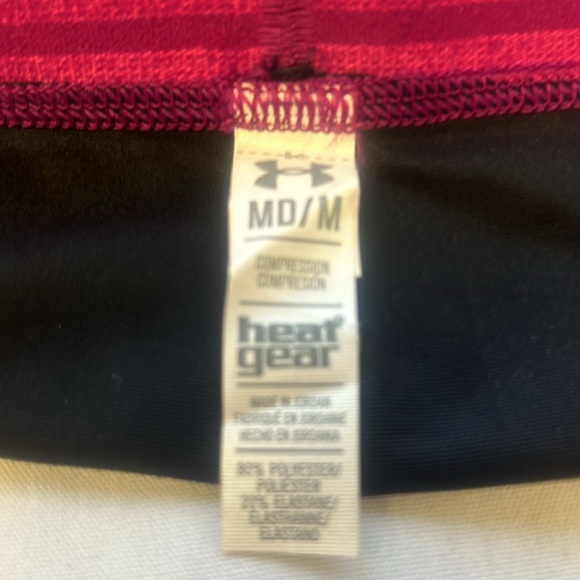 MD/M
COMPRESSION
COMPRESIÓN
heat
gear
MADE IN JORDAN
FABRIQUÉ EN JORDANIE
HECHO EN JORDANIA
80% POLYESTER/
POLIÉSTER
20% ELASTANE/
ÉLASTHANNE/
ELASTANO